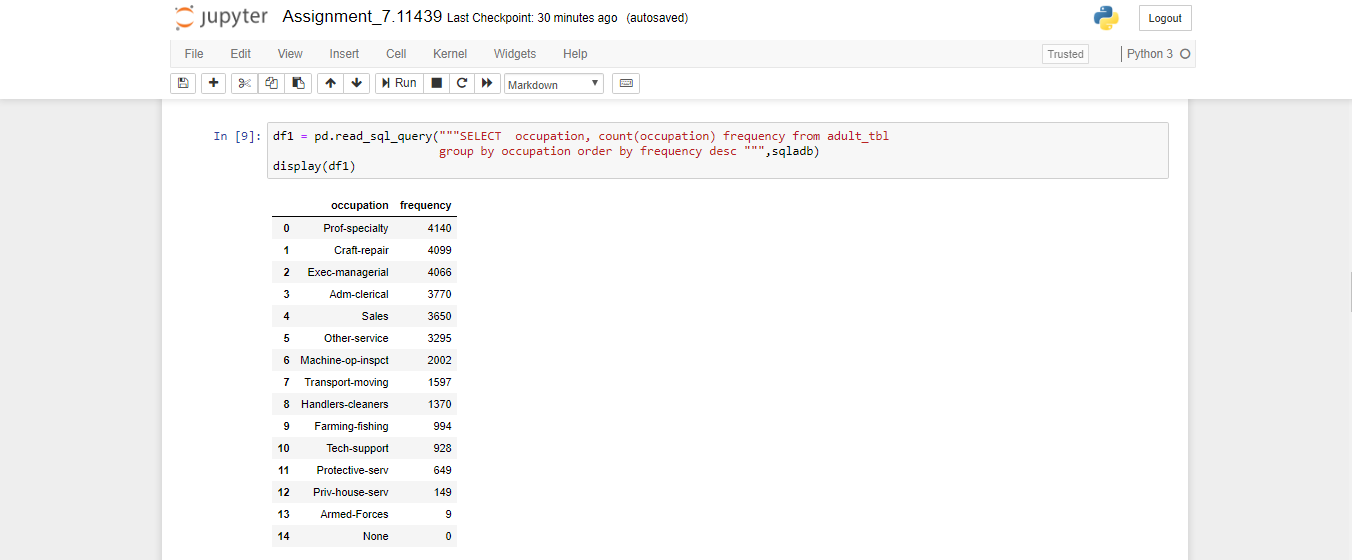 jupyter Assignment_7.11439 Last Checkpoint: 30 minutes ago (autosaved) Logout
File Edit View Insert Cell Kernel Widgets Help Trusted Python 3
Run Markdown
In [9]: df1 = pd.read_sql_query("""SELECT  occupation, count(occupation) frequency from adult_tbl
group by occupation order by frequency desc """,sqladb)
display(df1)
occupation frequency
0 Prof-specialty 4140
1 Craft-repair 4099
2 Exec-managerial 4066
3 Adm-clerical 3770
4 Sales 3650
5 Other-service 3295
6 Machine-op-inspct 2002
7 Transport-moving 1597
8 Handlers-cleaners 1370
9 Farming-fishing 994
10 Tech-support 928
11 Protective-serv 649
12 Priv-house-serv 149
13 Armed-Forces 9
14 None 0